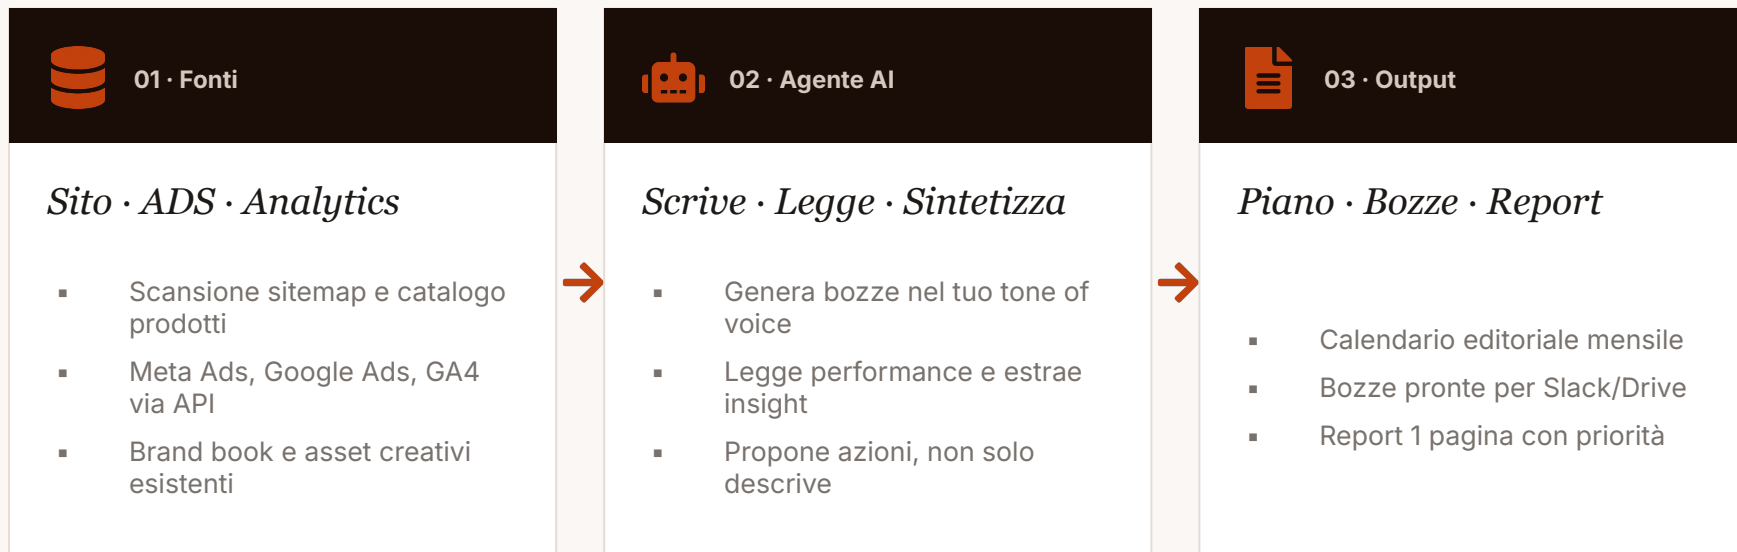 01 · Fonti
Sito · ADS · Analytics
▪ Scansione sitemap e catalogo
prodotti
▪ Meta Ads, Google Ads, GA4
via API
▪ Brand book e asset creativi
esistenti
02 · Agente AI
Scrive · Legge · Sintetizza
▪ Genera bozze nel tuo tone of
voice
▪ Legge performance e estrae
insight
▪ Propone azioni, non solo
descrive
03 · Output
Piano · Bozze · Report
▪ Calendario editoriale mensile
▪ Bozze pronte per Slack/Drive
▪ Report 1 pagina con priorità